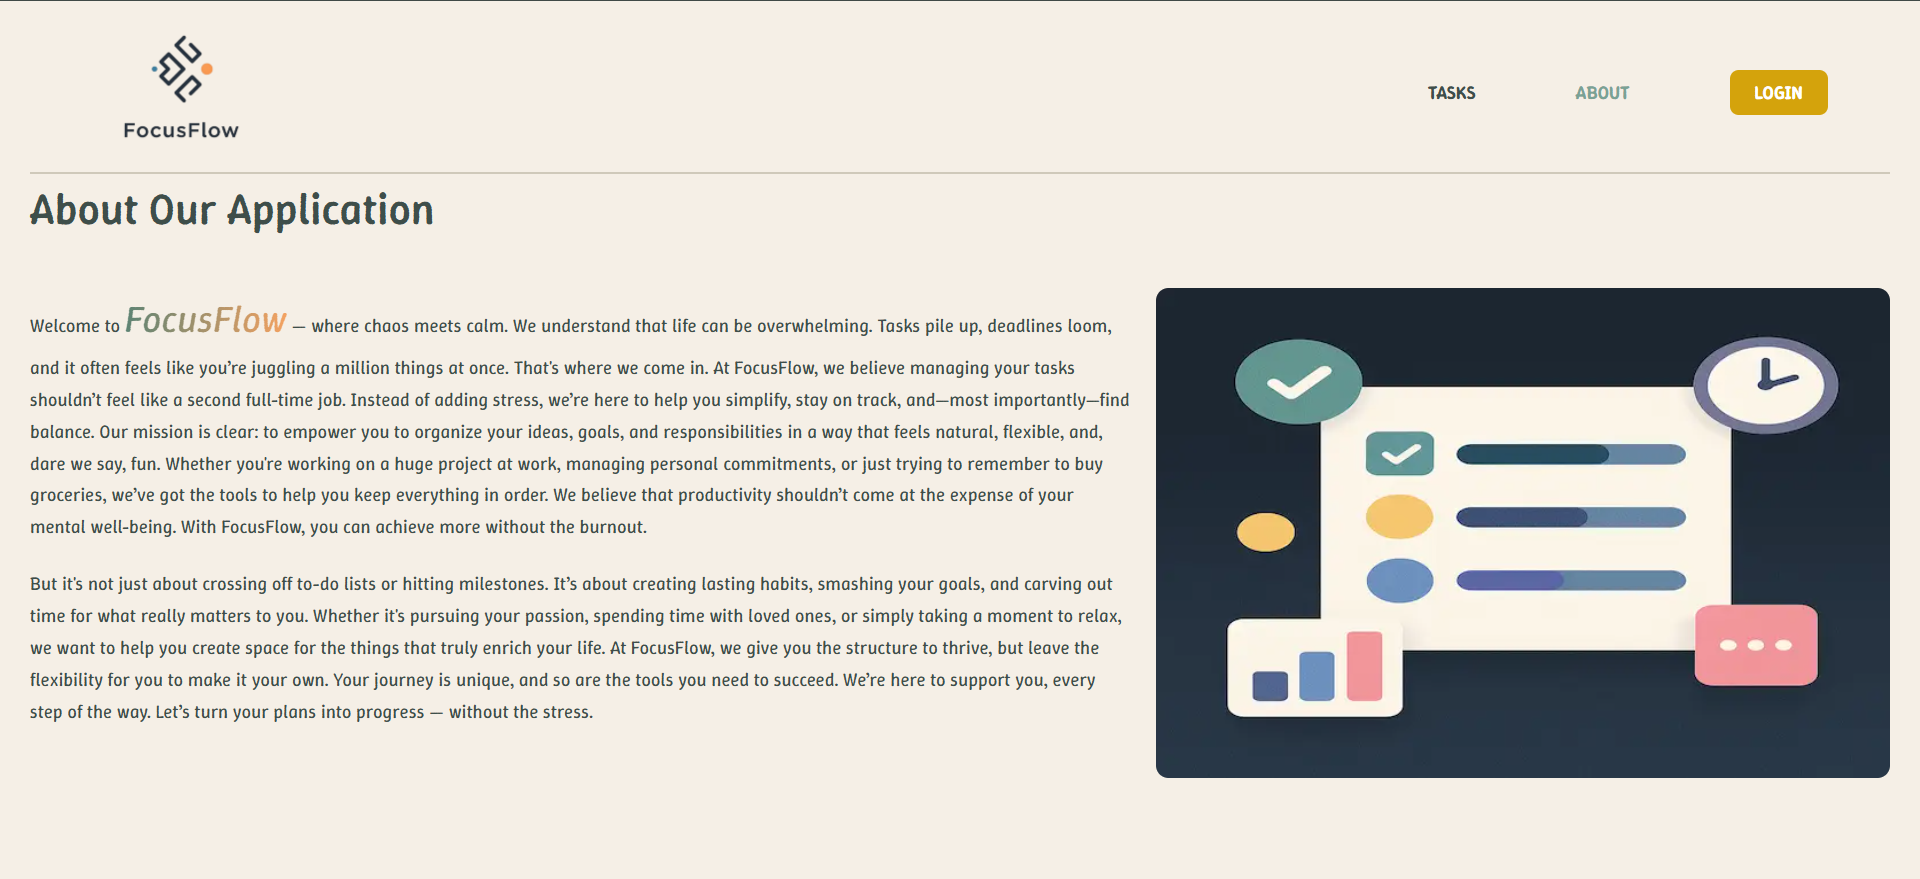 FocusFlow
TASKS
ABOUT
LOGIN
About Our Application
Welcome to FocusFlow — where chaos meets calm. We understand that life can be overwhelming. Tasks pile up, deadlines loom,
and it often feels like you’re juggling a million things at once. That's where we come in. At FocusFlow, we believe managing your tasks
shouldn’t feel like a second full-time job. Instead of adding stress, we’re here to help you simplify, stay on track, and—most importantly—find
balance. Our mission is clear: to empower you to organize your ideas, goals, and responsibilities in a way that feels natural, flexible, and,
dare we say, fun. Whether you're working on a huge project at work, managing personal commitments, or just trying to remember to buy
groceries, we’ve got the tools to help you keep everything in order. We believe that productivity shouldn’t come at the expense of your
mental well-being. With FocusFlow, you can achieve more without the burnout.
But it's not just about crossing off to-do lists or hitting milestones. It’s about creating lasting habits, smashing your goals, and carving out
time for what really matters to you. Whether it's pursuing your passion, spending time with loved ones, or simply taking a moment to relax,
we want to help you create space for the things that truly enrich your life. At FocusFlow, we give you the structure to thrive, but leave the
flexibility for you to make it your own. Your journey is unique, and so are the tools you need to succeed. We’re here to support you, every
step of the way. Let’s turn your plans into progress — without the stress.